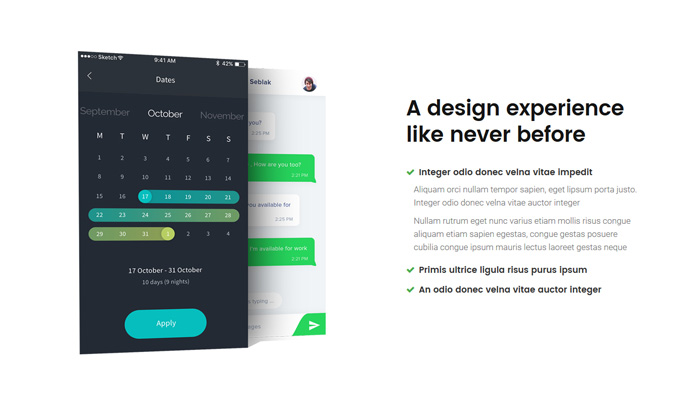 Sketch
9:41 AM
42%
Dates
September October November
M T W T F S S
1 2 3 4 5 6 7
8 9 10 11 12 13 14
15 16 17 18 19 20 21
22 23 24 25 26 27 28
29 30 31 1 2 3 4
17 October - 31 October
10 days (9 nights)
Apply
Seblak
you?
2:25 PM
How are you too?
2:21 PM
mu available for
2:25 PM
I'm available for work
2:21 PM
typing ...
ages
A design experience
like never before
Integer odio donec velna vitae impedit
Aliquam orci nullam tempor sapien, eget lipsum porta justo.
Integer odio donec velna vitae auctor integer
Nullam rutrum eget nunc varius etiam mollis risus congue
aliquam etiam sapien egestas, congue gestas posuere
cubilia congue ipsum mauris lectus laoreet gestas neque
Primis ultrice ligula risus purus ipsum
An odio donec velna vitae auctor integer